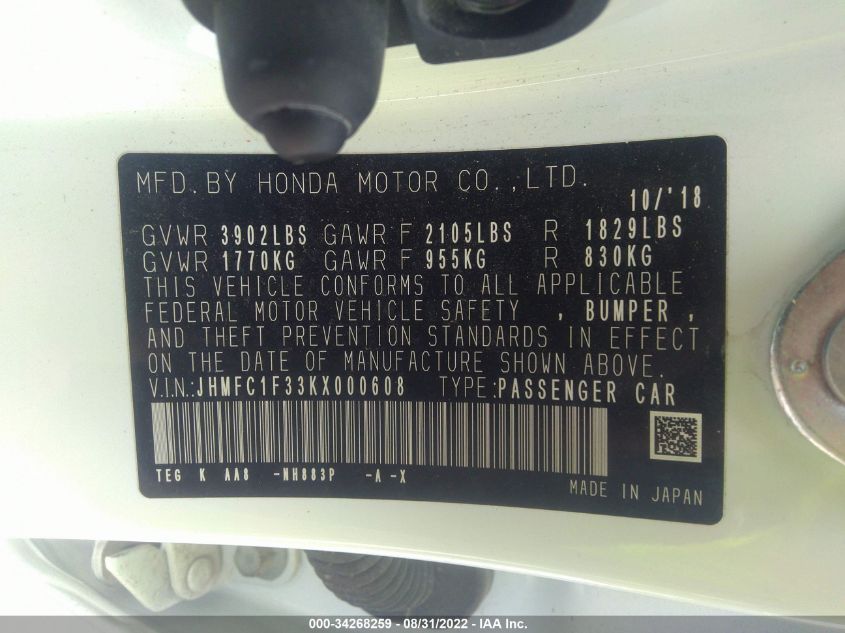 MFD. BY HONDA MOTOR CO., LTD. 10/'18
GVWR 3902LBS GAWR F 2105LBS R 1829LBS
GVWR 1770KG GAWR F 955KG R 830KG
THIS VEHICLE CONFORMS TO ALL APPLICABLE
FEDERAL MOTOR VEHICLE SAFETY , BUMPER ,
AND THEFT PREVENTION STANDARDS IN EFFECT
ON THE DATE OF MANUFACTURE SHOWN ABOVE.
V.I.N.: JHMFC1F33KX000608 TYPE:PASSENGER CAR
TEG K AA8 -NH883P -A -X
MADE IN JAPAN
000-34268259 - 08/31/2022 - IAA Inc.